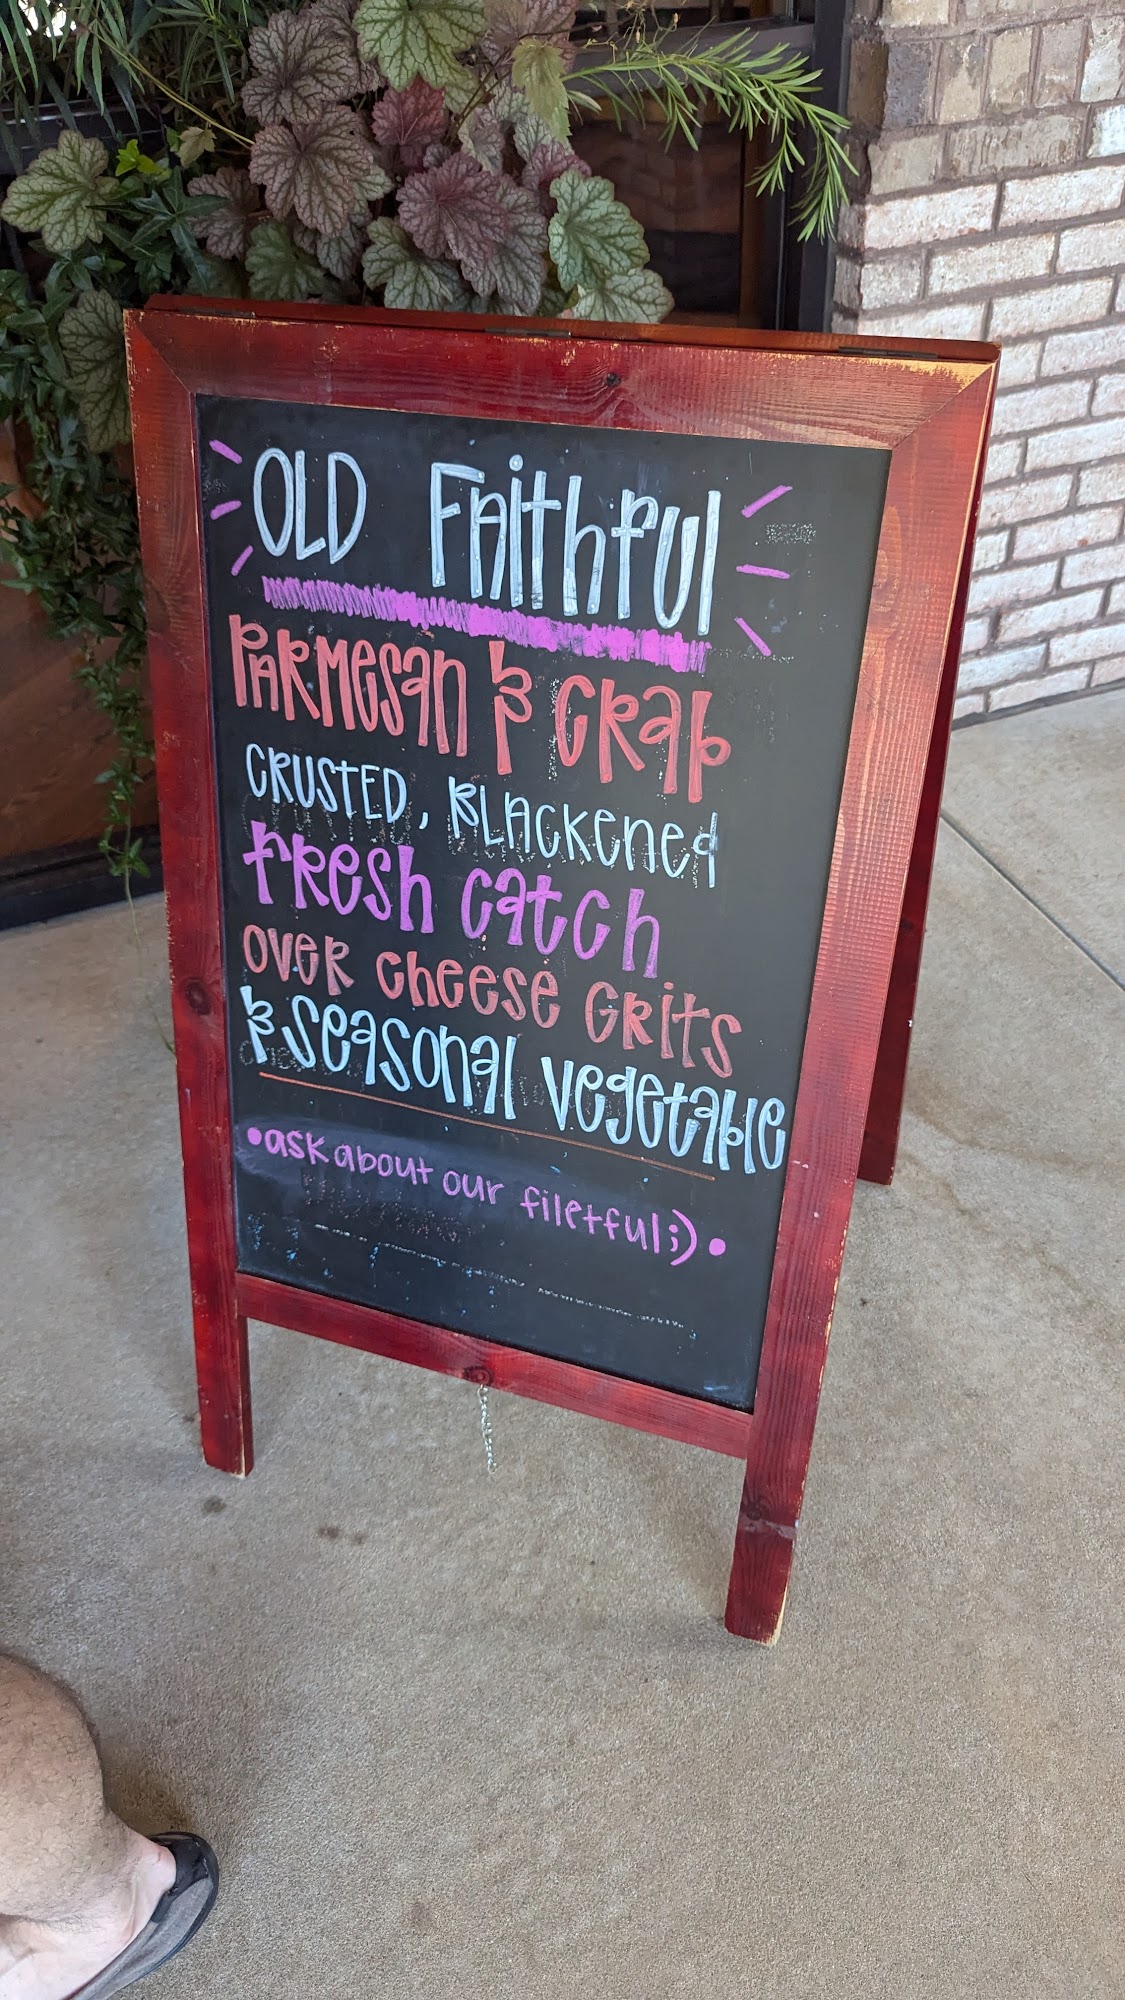 OLD Faithful
PARMESAN & CRab
CRUSTED, BLACKened
FResh catch
OVER cheese GRits
& Seasonal vegetable
•ask about our filetful;)•